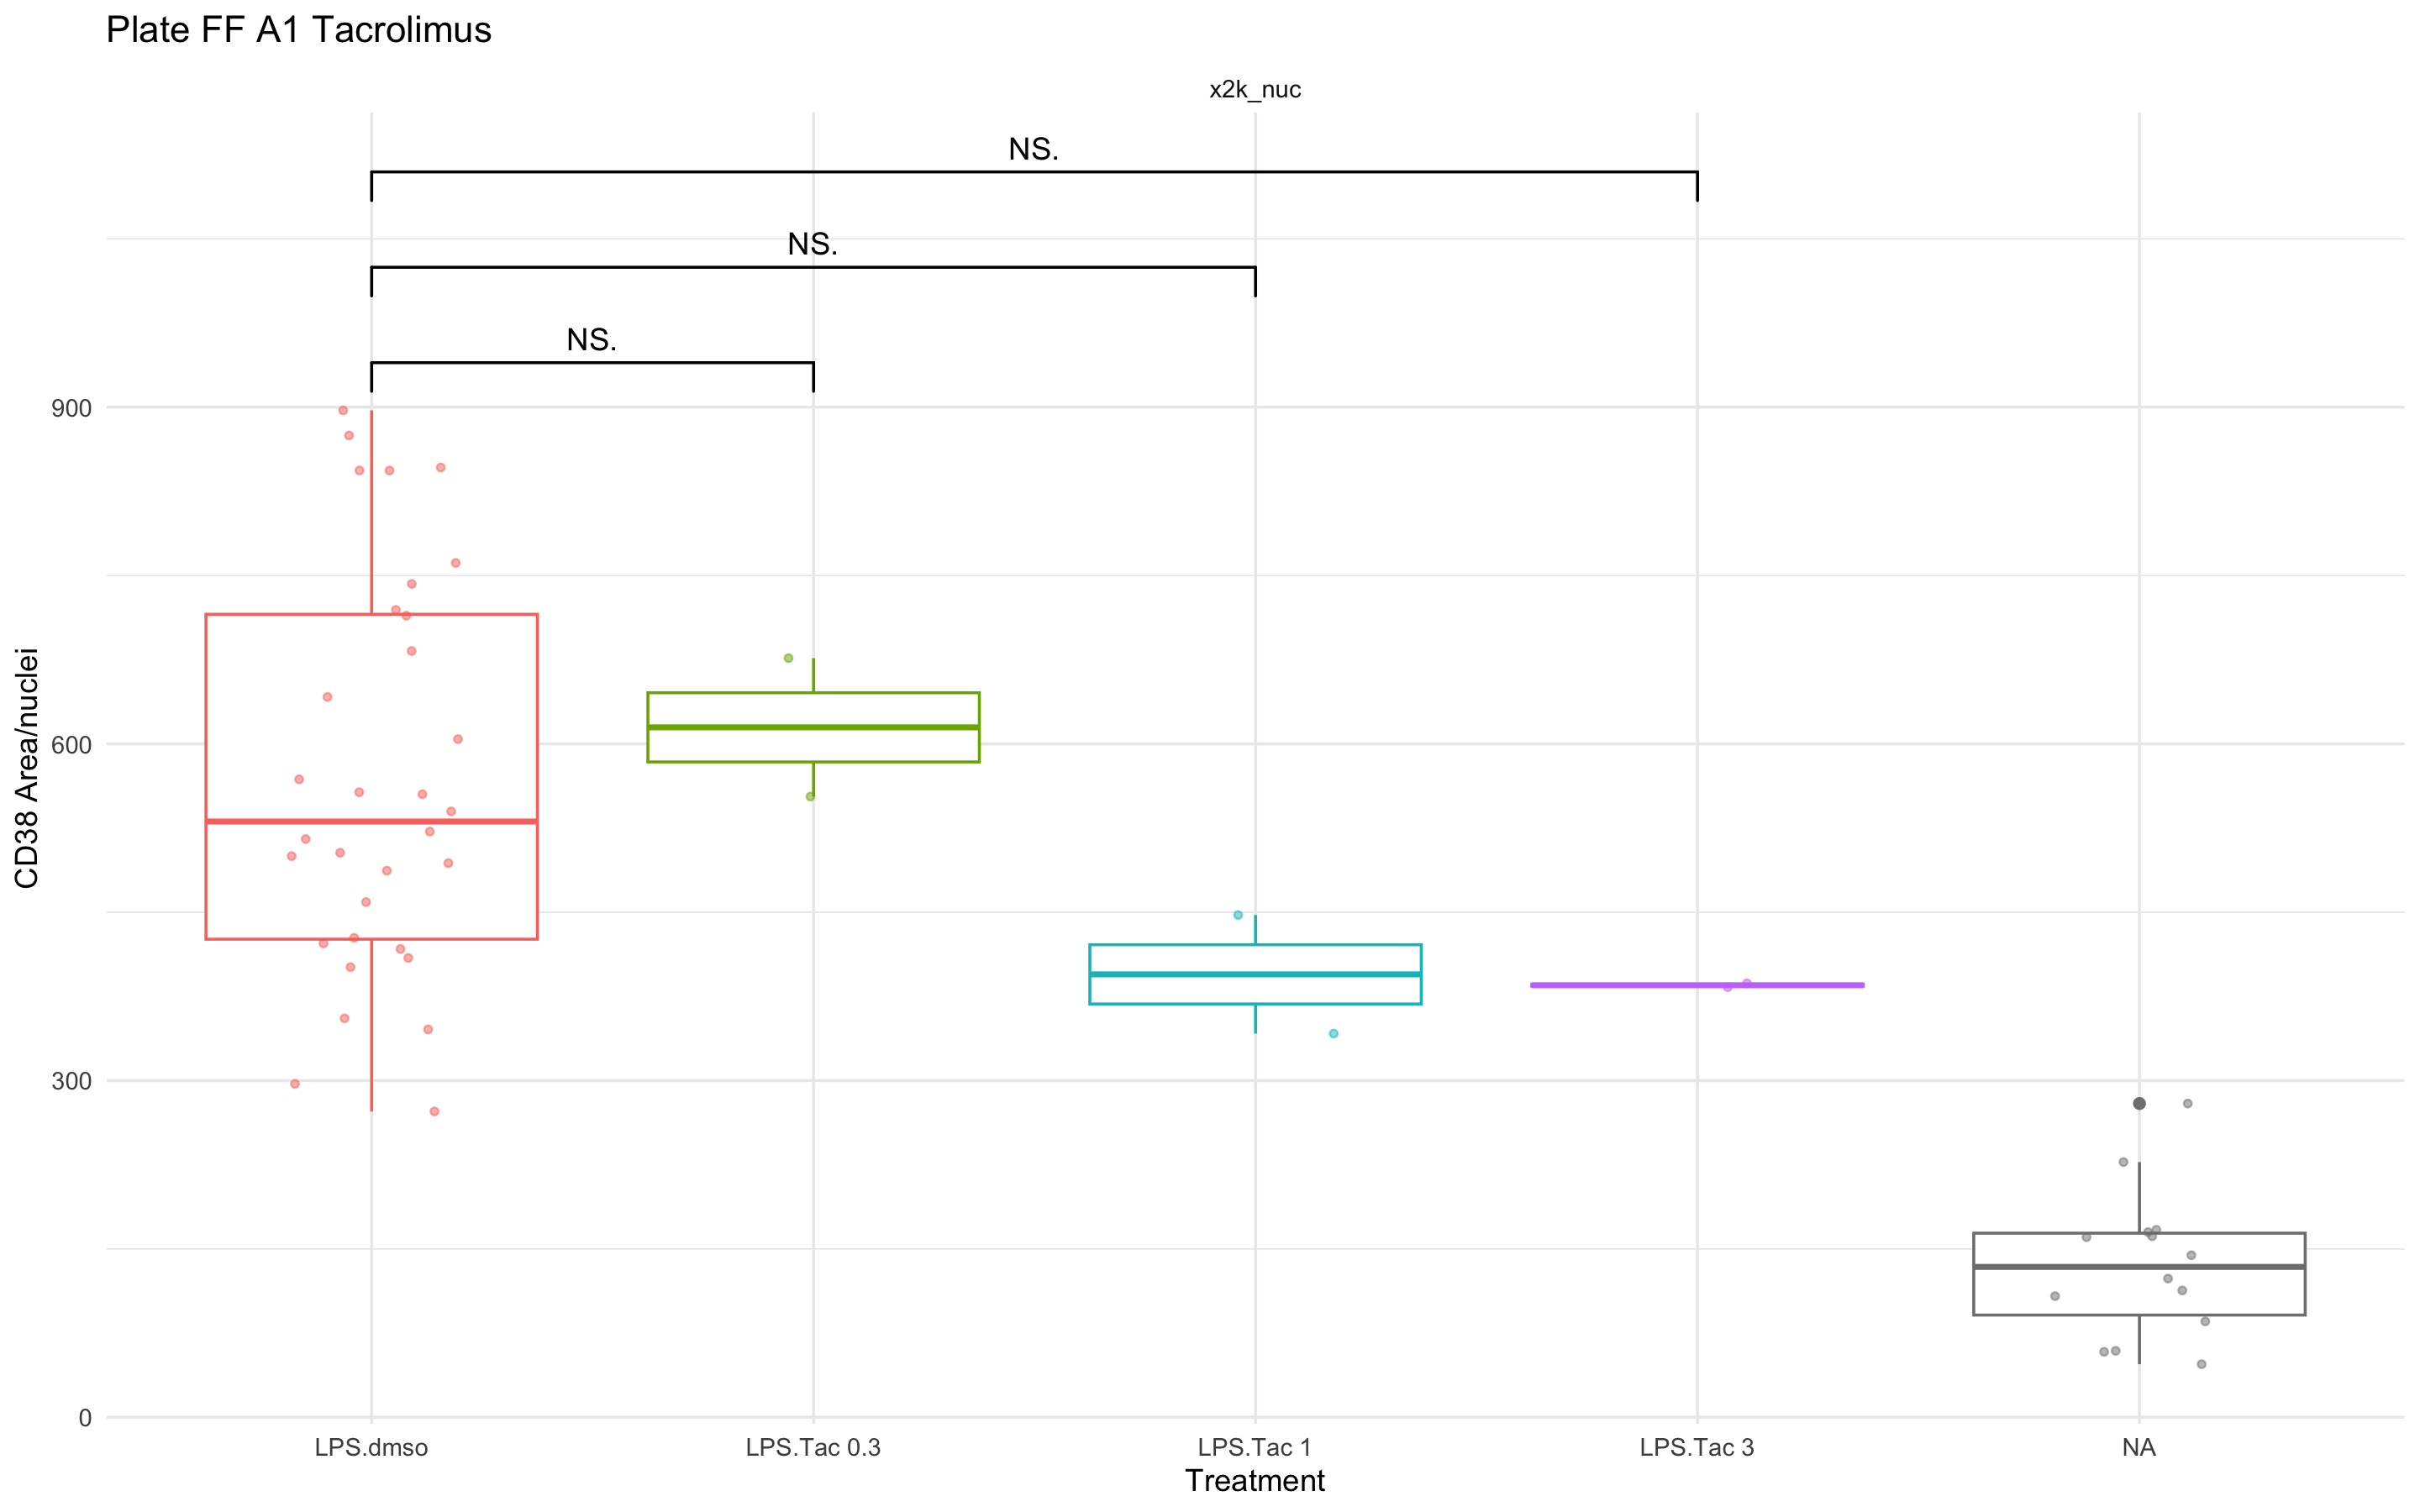 Plate FF A1 Tacrolimus
x2k_nuc
NS.
NS.
NS.
CD38 Area/nuclei
900
600
300
0
LPS.dmso
LPS.Tac 0.3
LPS.Tac 1
LPS.Tac 3
NA
Treatment